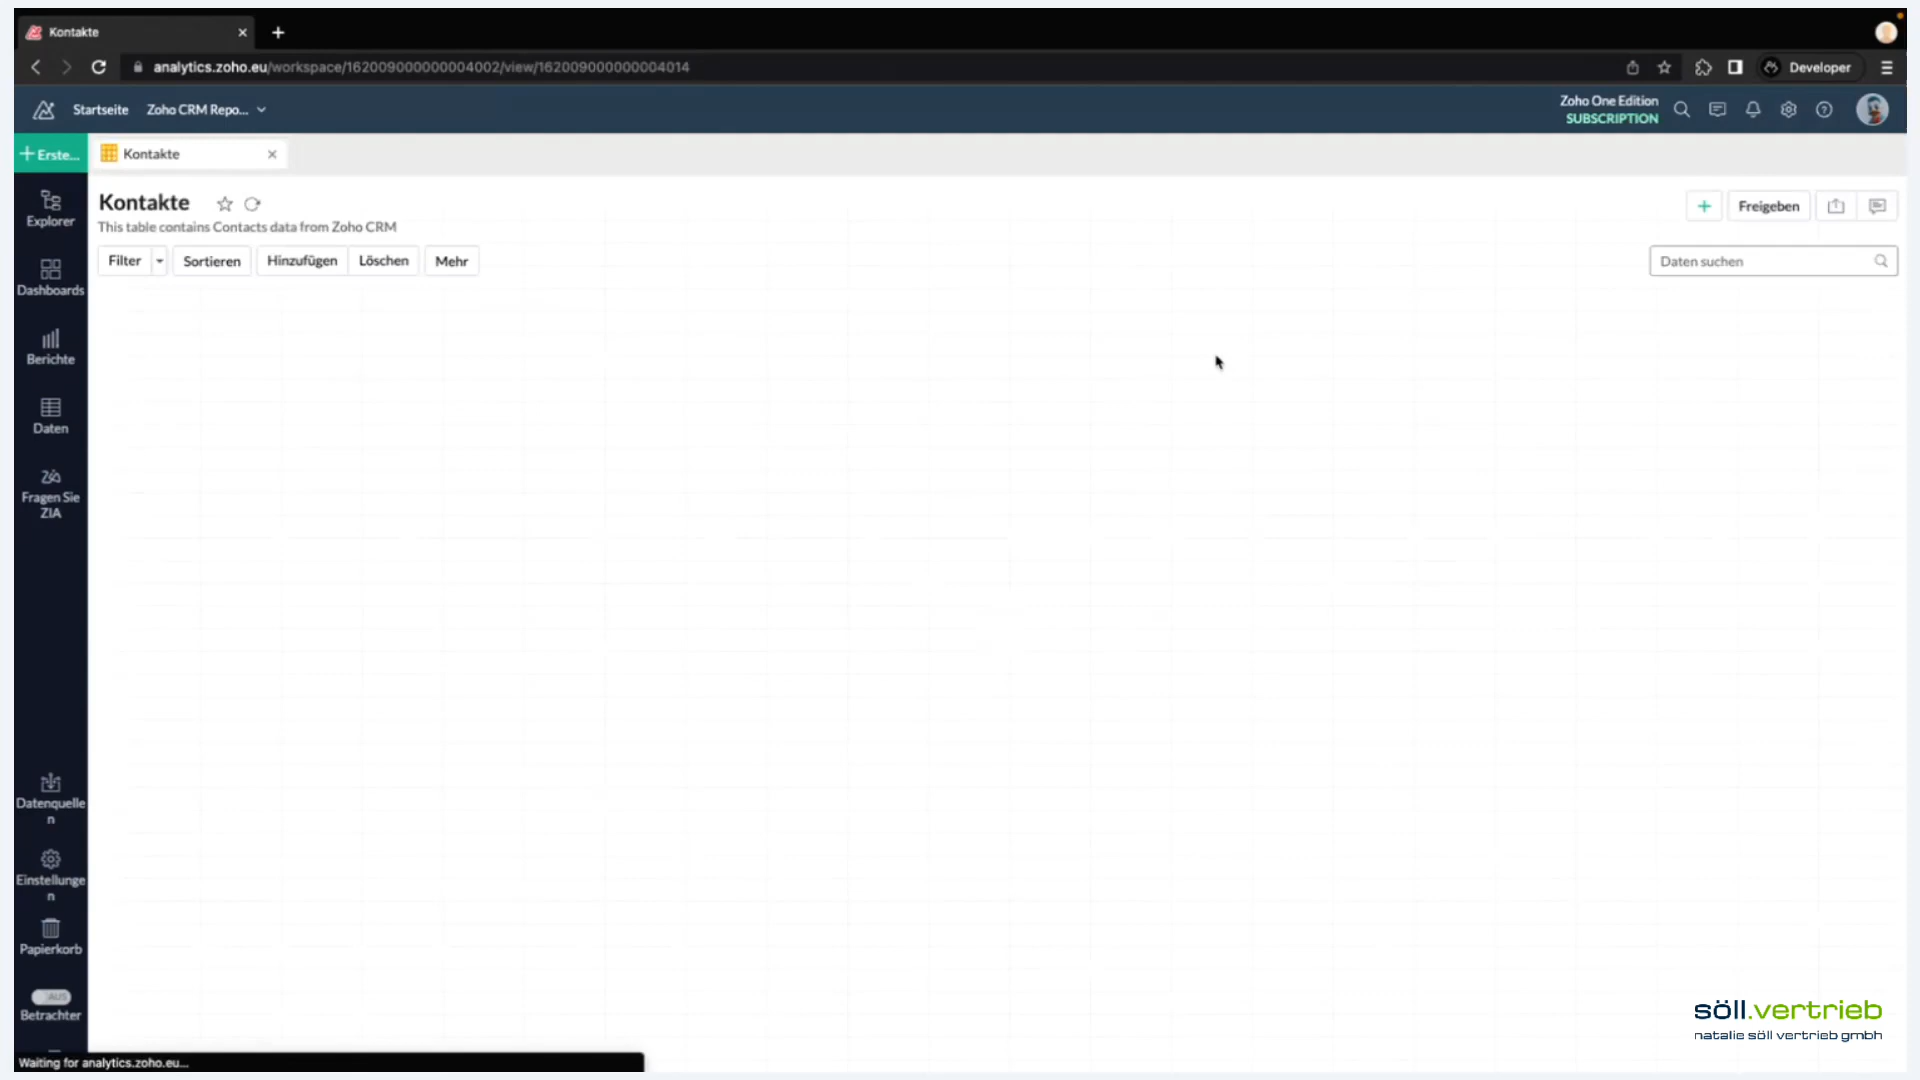 Kontakte
analytics.zoho.eu/workspace/162009000000004002/view/162009000000004014
Developer
Startseite
Zoho CRM Repo...
Zoho One Edition
SUBSCRIPTION
+ Erste...
Kontakte
Explorer
Dashboards
Berichte
Daten
Fragen Sie
ZIA
Datenquelle
n
Einstellunge
n
Papierkorb
AUS
Betrachter
Kontakte
This table contains Contacts data from Zoho CRM
Freigeben
Filter
Sortieren
Hinzufügen
Löschen
Mehr
Daten suchen
söll.vertrieb
natalie söll vertrieb gmbh
Waiting for analytics.zoho.eu...